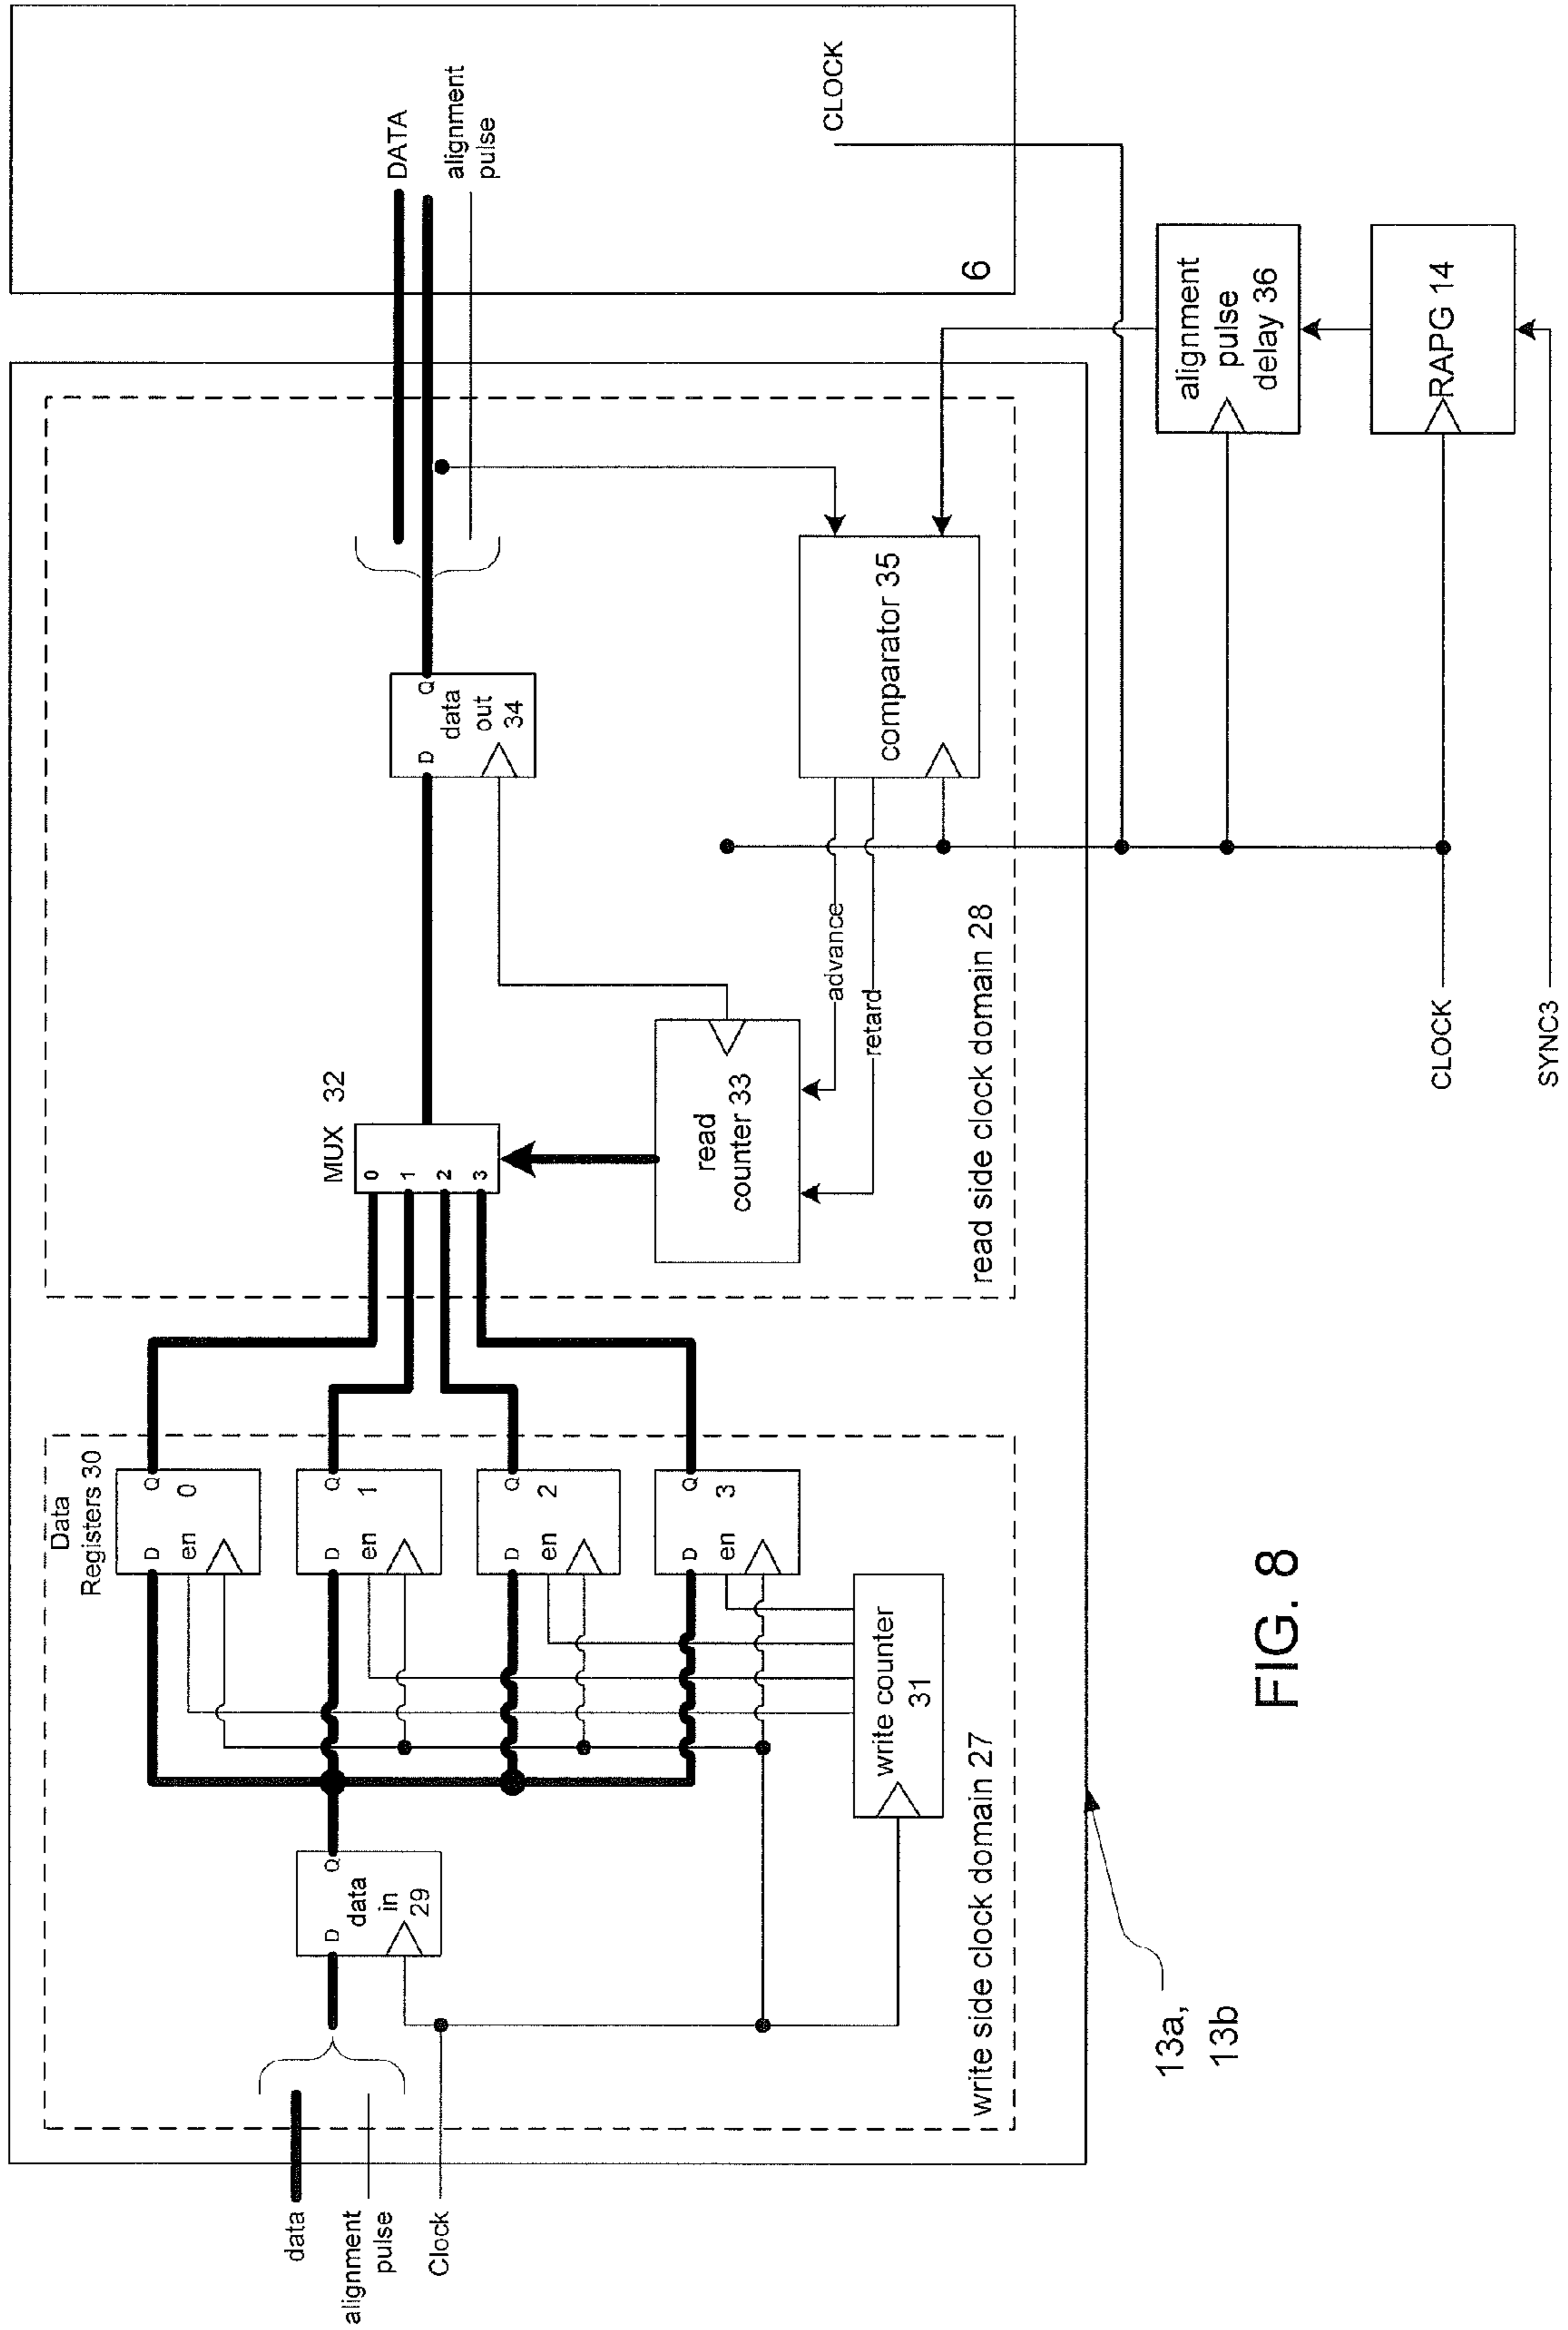 data
alignment
pulse
Clock
write side clock domain 27
D
Q
data
in
29
Data
Registers 30
D
Q
en
0
D
Q
en
1
D
Q
en
2
D
Q
en
3
write counter
31
13a,
13b
read side clock domain 28
MUX 32
0
1
2
3
read
counter 33
advance
retard
D
Q
data
out
34
comparator 35
DATA
alignment
pulse
CLOCK
6
alignment
pulse
delay 36
RAPG 14
CLOCK
SYNC3
FIG. 8